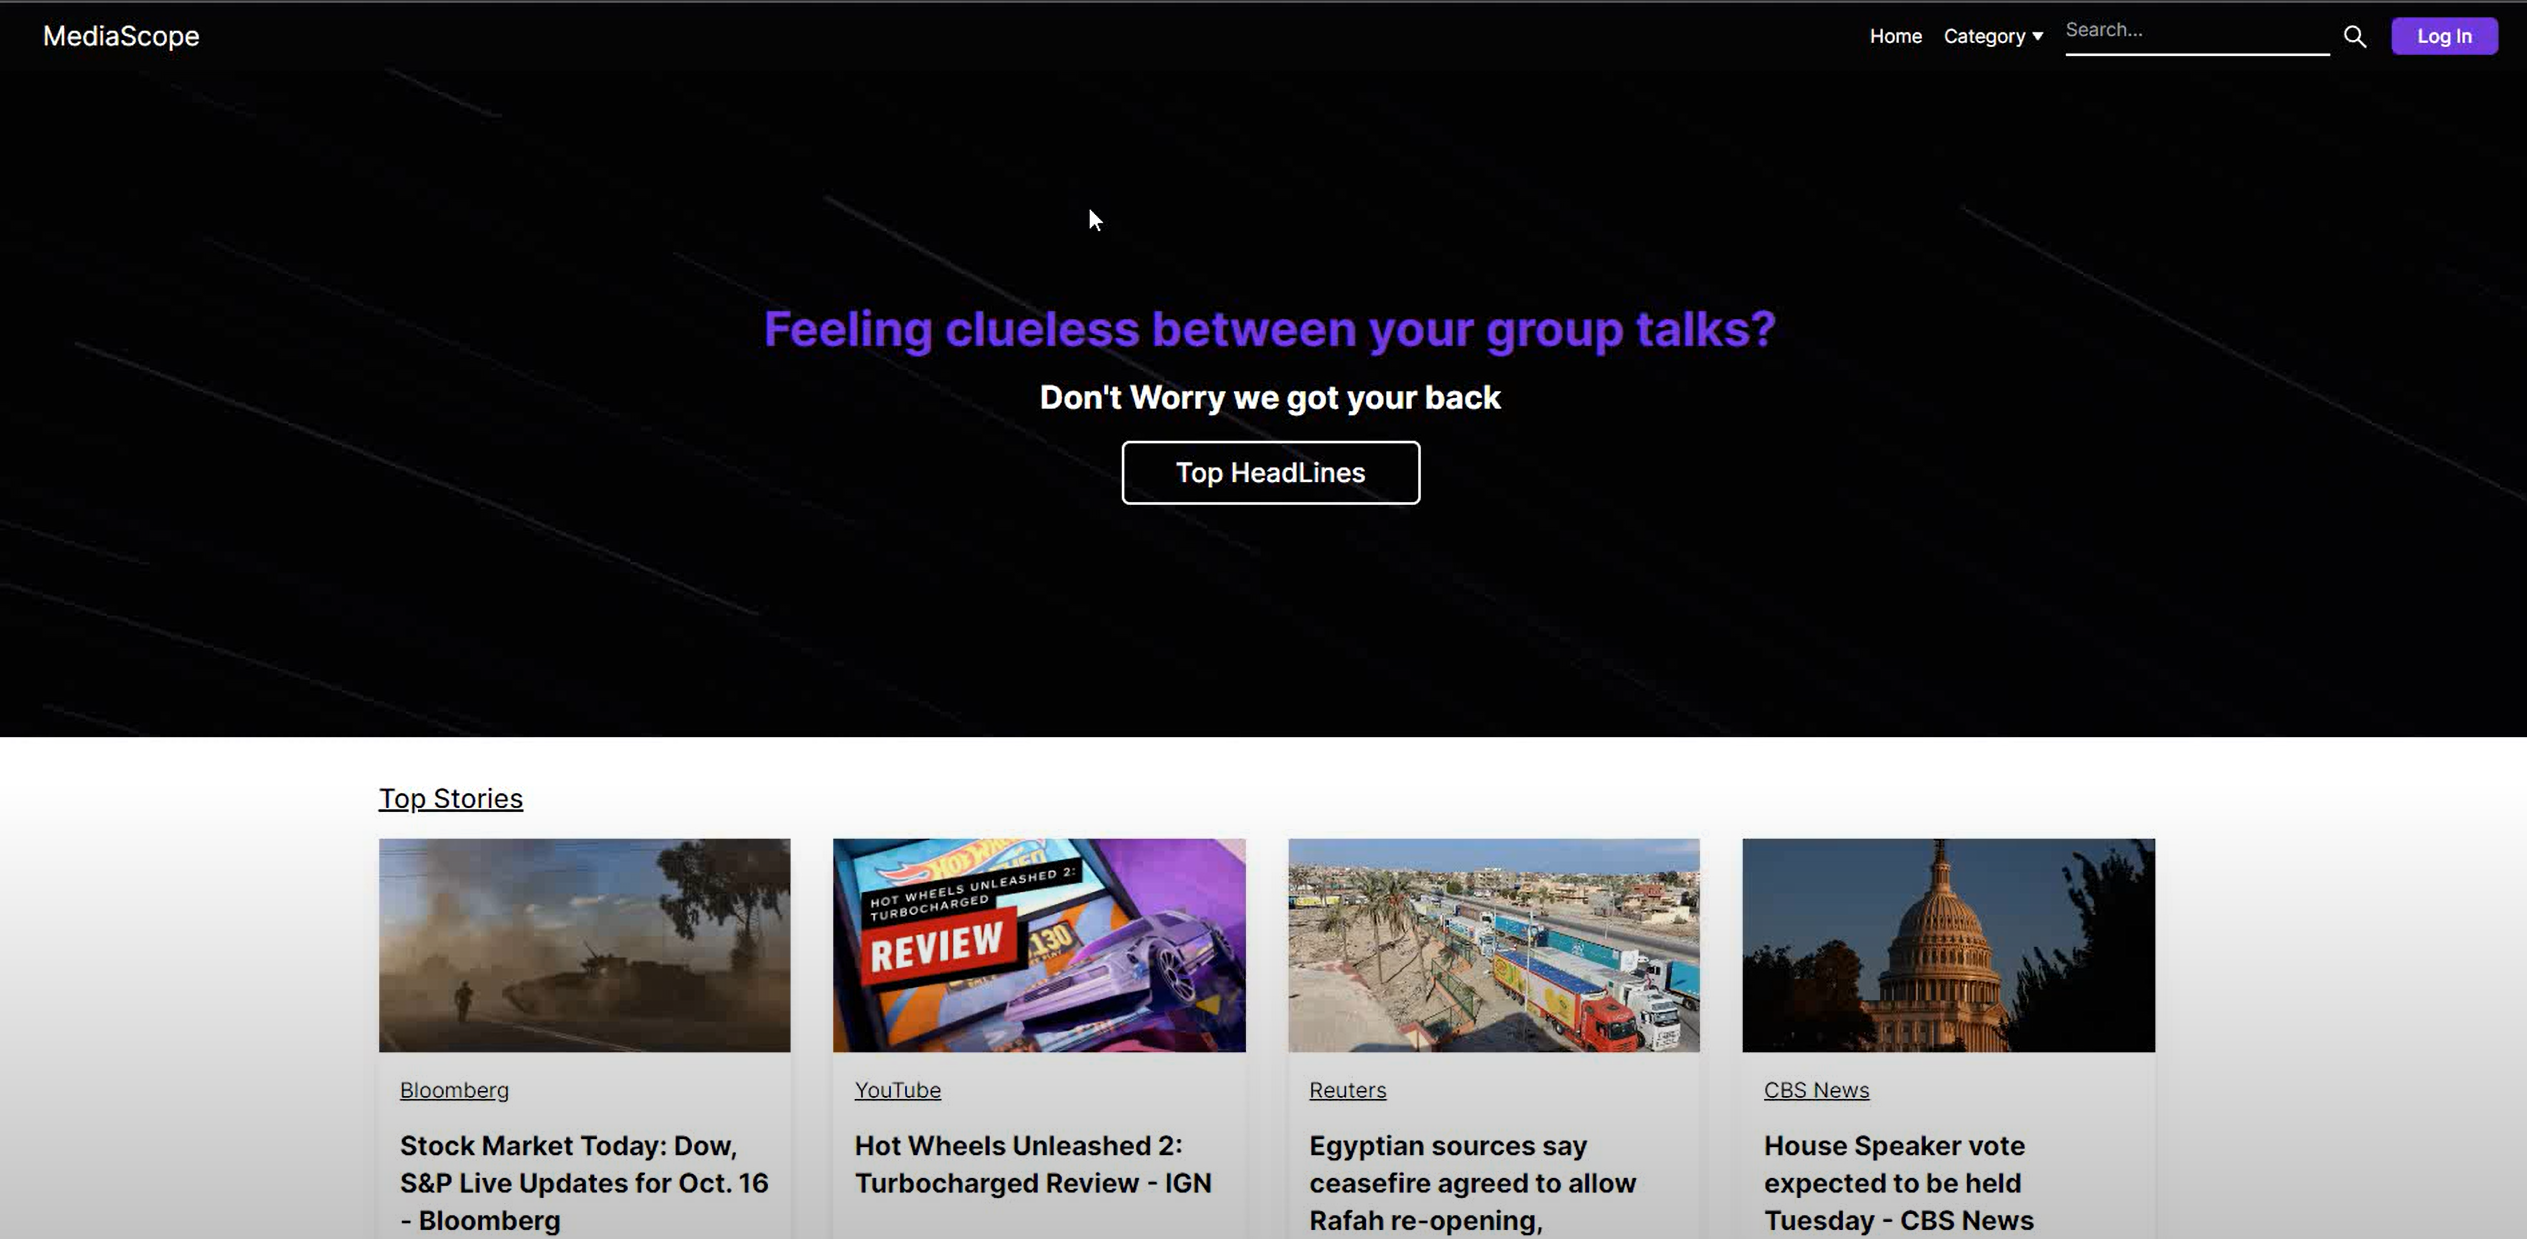 MediaScope
Home
Category
Search...
Log In
Feeling clueless between your group talks?
Don't Worry we got your back
Top HeadLines
Top Stories
HOT WHEELS UNLEASHED 2:
TURBOCHARGED
REVIEW
130
Bloomberg
YouTube
Reuters
CBS News
Stock Market Today: Dow,
S&P Live Updates for Oct. 16
- Bloomberg
Hot Wheels Unleashed 2:
Turbocharged Review - IGN
Egyptian sources say
ceasefire agreed to allow
Rafah re-opening,
House Speaker vote
expected to be held
Tuesday - CBS News